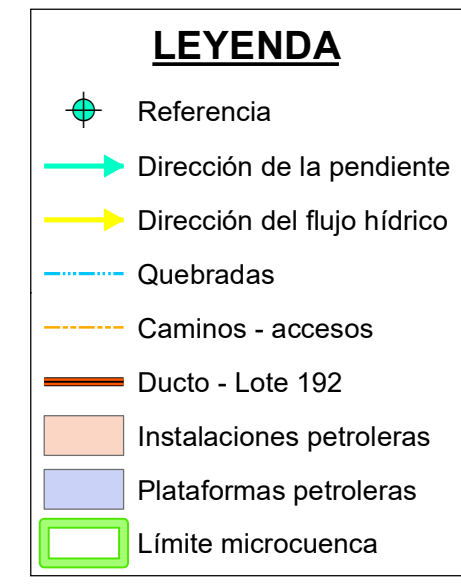 LEYENDA
Referencia
Dirección de la pendiente
Dirección del flujo hídrico
Quebradas
Caminos - accesos
Ducto - Lote 192
Instalaciones petroleras
Plataformas petroleras
Límite microcuenca